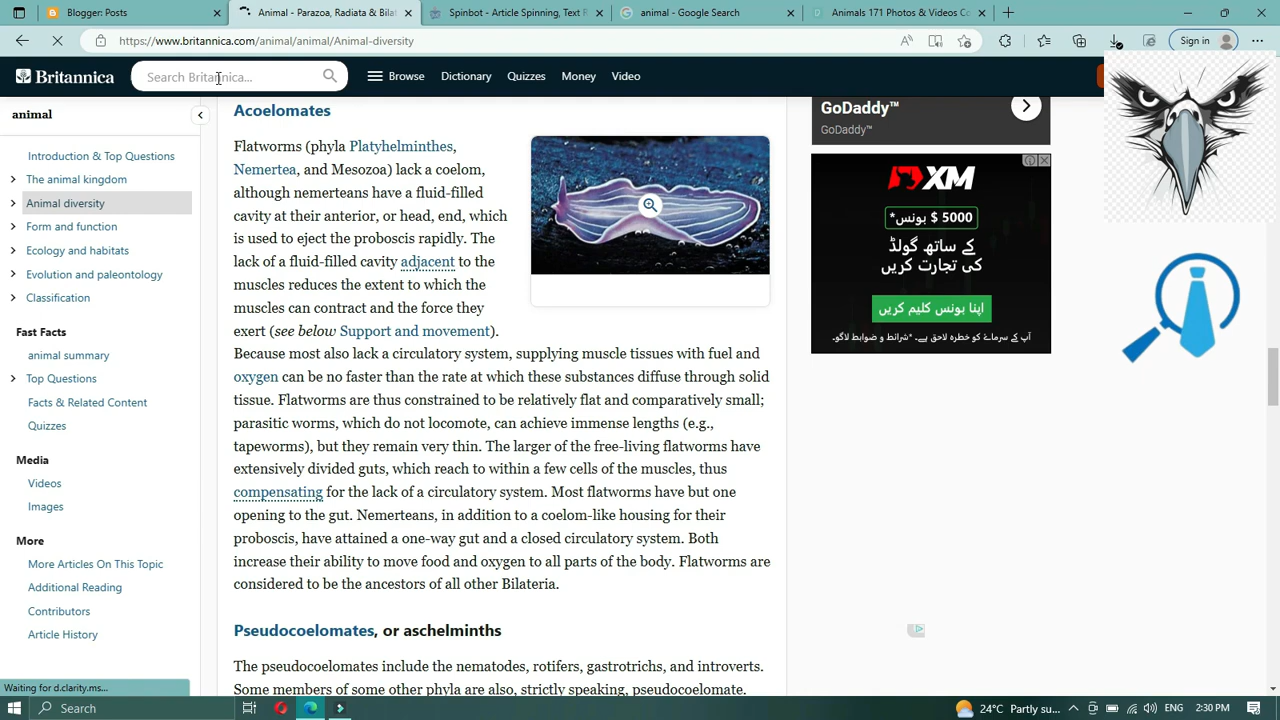 Blogger: Posts
animal - Parazoa, Radiata & Bilat
Spinbot - Article Spinning, Text R
animal - Google Search
Animals 171 Photos & Videos Co
https://www.britannica.com/animal/animal/Animal-diversity
Sign in
Britannica
Search Britannica...
Browse
Dictionary
Quizzes
Money
Video
animal
Introduction & Top Questions
The animal kingdom
Animal diversity
Form and function
Ecology and habitats
Evolution and paleontology
Classification
Fast Facts
animal summary
Top Questions
Facts & Related Content
Quizzes
Media
Videos
Images
More
More Articles On This Topic
Additional Reading
Contributors
Article History
Waiting for d.clarity.ms...
Acoelomates
Flatworms (phyla Platyhelminthes,
Nemertea, and Mesozoa) lack a coelom,
although nemerteans have a fluid-filled
cavity at their anterior, or head, end, which
is used to eject the proboscis rapidly. The
lack of a fluid-filled cavity adjacent to the
muscles reduces the extent to which the
muscles can contract and the force they
exert (see below Support and movement).
Because most also lack a circulatory system, supplying muscle tissues with fuel and
oxygen can be no faster than the rate at which these substances diffuse through solid
tissue. Flatworms are thus constrained to be relatively flat and comparatively small;
parasitic worms, which do not locomote, can achieve immense lengths (e.g.,
tapeworms), but they remain very thin. The larger of the free-living flatworms have
extensively divided guts, which reach to within a few cells of the muscles, thus
compensating for the lack of a circulatory system. Most flatworms have but one
opening to the gut. Nemerteans, in addition to a coelom-like housing for their
proboscis, have attained a one-way gut and a closed circulatory system. Both
increase their ability to move food and oxygen to all parts of the body. Flatworms are
considered to be the ancestors of all other Bilateria.
Pseudocoelomates, or aschelminths
The pseudocoelomates include the nematodes, rotifers, gastrotrichs, and introverts.
Some members of some other phyla are also, strictly speaking, pseudocoelomate.
GoDaddy™
GoDaddy™
XM
*بونس $ 5000
کے ساتھ گولڈ
کی تجارت کریں
اپنا بونس کلیم کریں
آپ کے سرمائے کو خطرہ لاحق ہے۔ *شرائط و ضوابط لاگو۔
Search
24°C Partly su...
2:30 PM